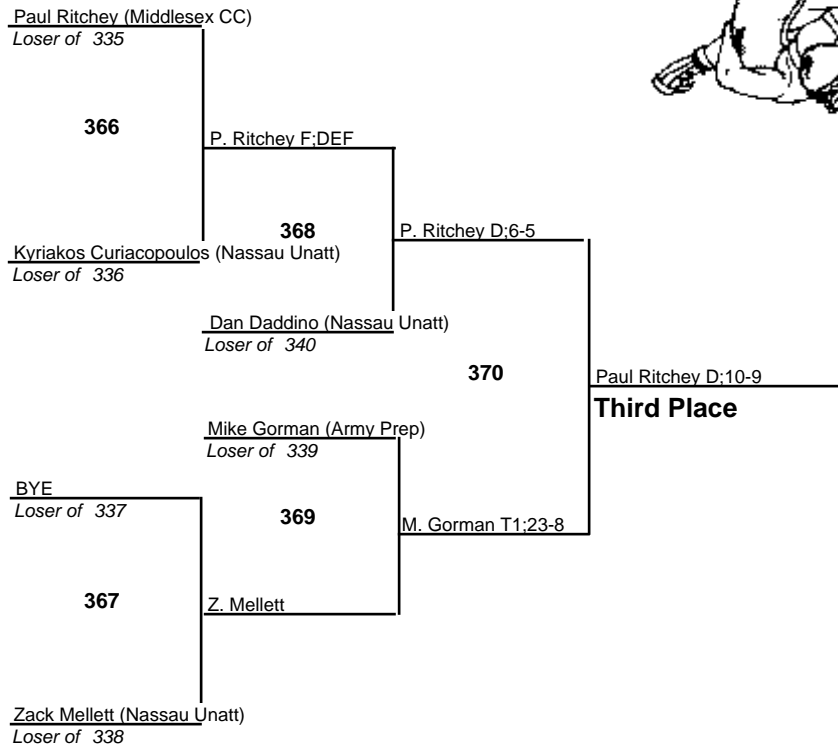 Paul Ritchey (Middlesex CC)
Loser of 335
366
P. Ritchey F;DEF
368
P. Ritchey D;6-5
Kyriakos Curiacopoulos (Nassau Unatt)
Loser of 336
Dan Daddino (Nassau Unatt)
Loser of 340
370
Paul Ritchey D;10-9
Third Place
Mike Gorman (Army Prep)
Loser of 339
BYE
Loser of 337
369
M. Gorman T1;23-8
367
Z. Mellett
Zack Mellett (Nassau Unatt)
Loser of 338